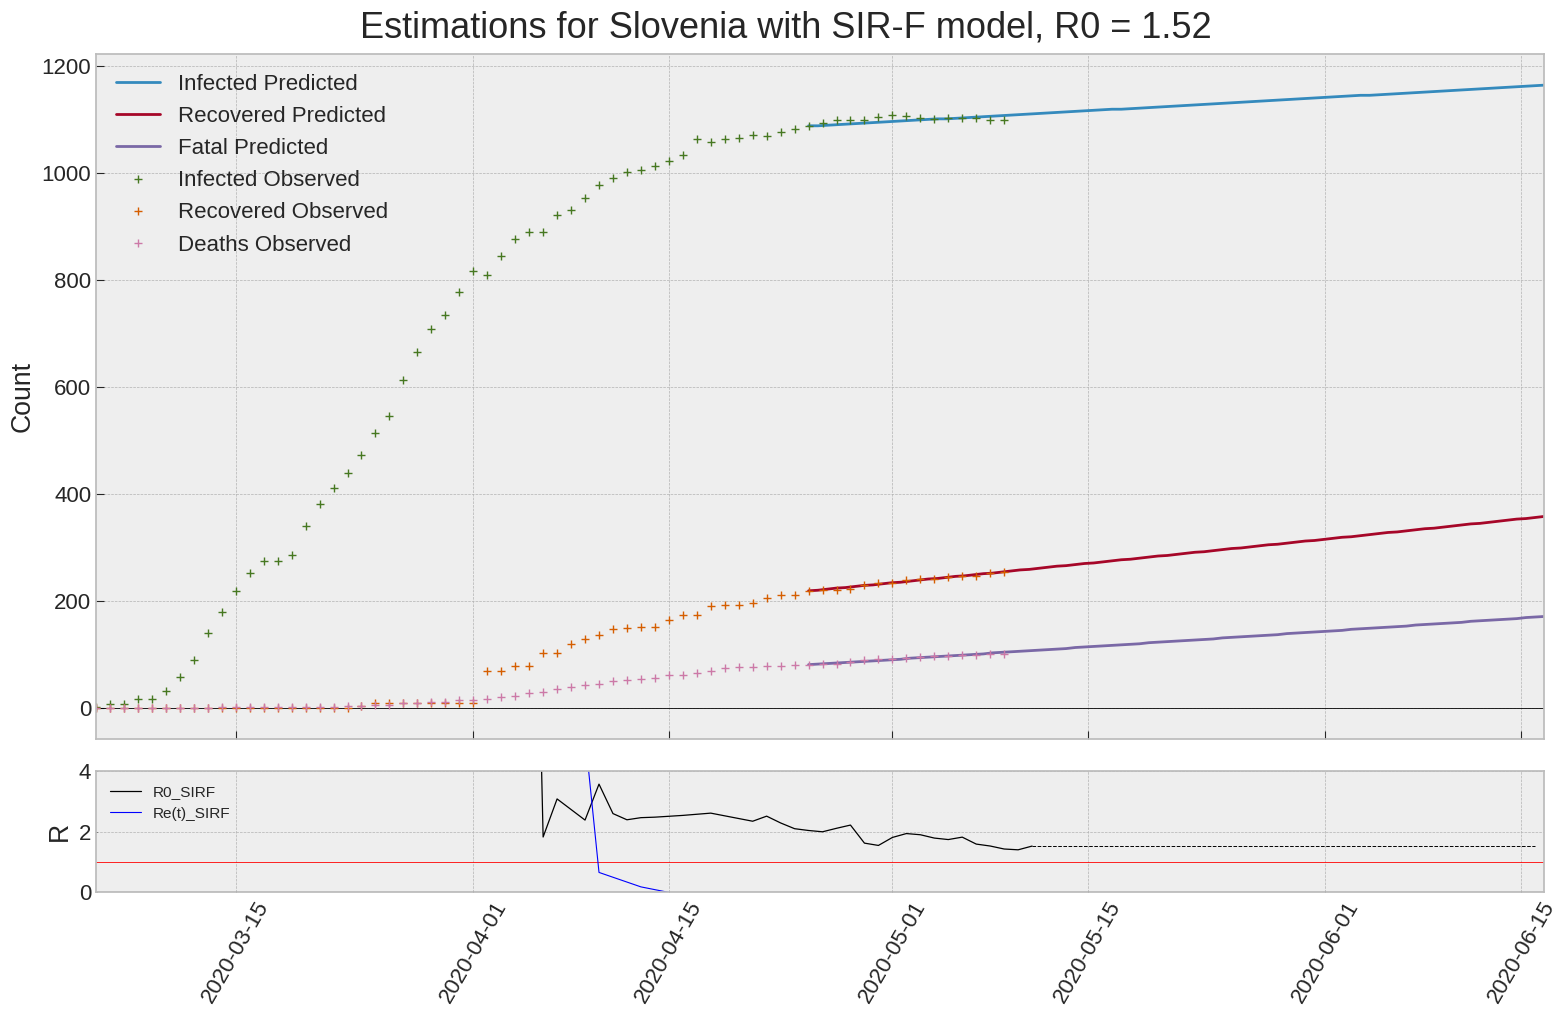 Estimations for Slovenia with SIR-F model, R0 = 1.52
1200
1000
800
600
400
200
0
Count
Infected Predicted
Recovered Predicted
Fatal Predicted
Infected Observed
Recovered Observed
Deaths Observed
4
2
0
R
R0_SIRF
Re(t)_SIRF
2020-03-15
2020-04-01
2020-04-15
2020-05-01
2020-05-15
2020-06-01
2020-06-15